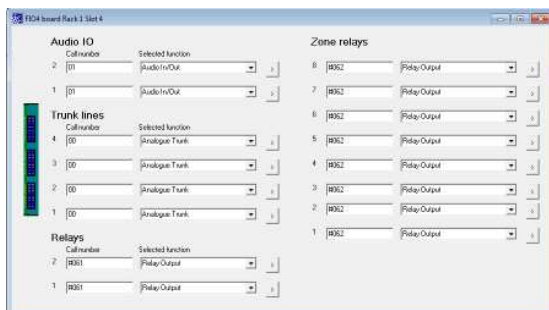 FIO4 board Rack 1 Slot 4
Audio IO
Call number Selected function
2 01 Audio In/Out
1 01 Audio In/Out
Trunk lines
Call number Selected function
4 00 Analogue Trunk
3 00 Analogue Trunk
2 00 Analogue Trunk
1 00 Analogue Trunk
Relays
Call number Selected function
2 #061 Relay Output
1 #061 Relay Output
Zone relays
8 #062 Relay Output
7 #062 Relay Output
6 #062 Relay Output
5 #062 Relay Output
4 #062 Relay Output
3 #062 Relay Output
2 #062 Relay Output
1 #062 Relay Output